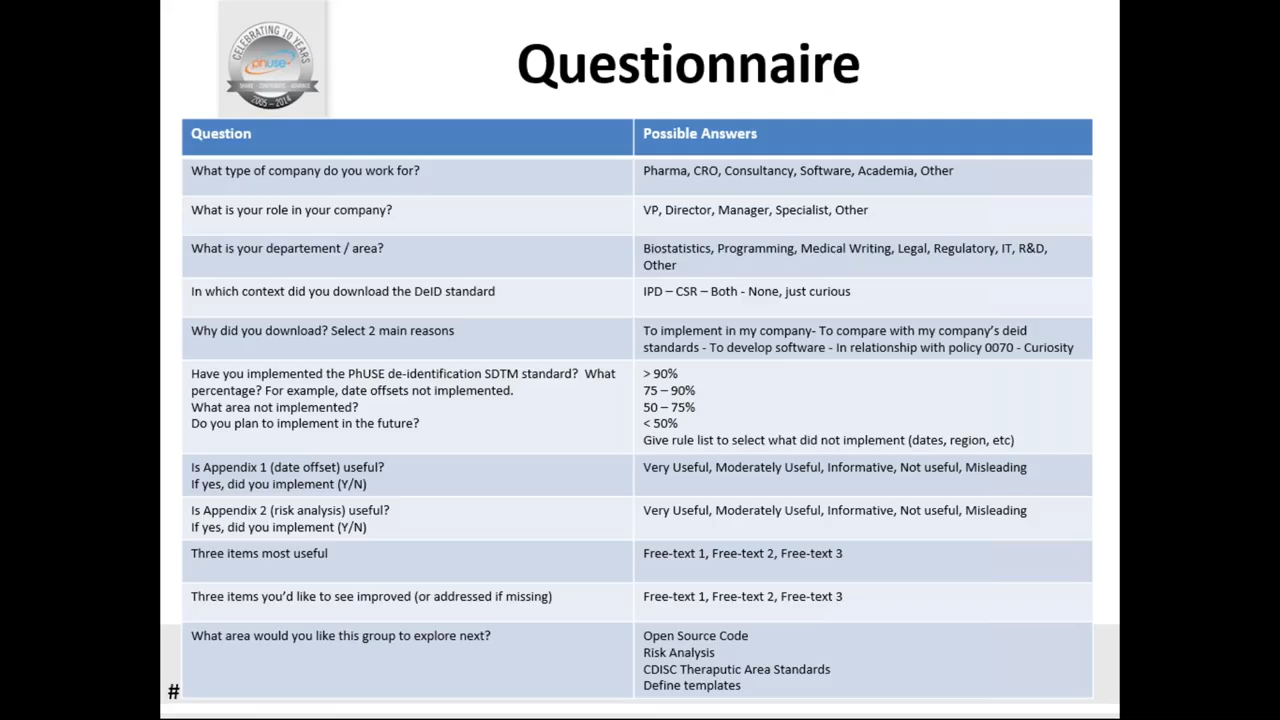 CELEBRATING 10 YEARS
phuse
SHARE · CONTRIBUTE · ADVANCE
2005 – 2014
Questionnaire
Question
Possible Answers
What type of company do you work for?
Pharma, CRO, Consultancy, Software, Academia, Other
What is your role in your company?
VP, Director, Manager, Specialist, Other
What is your departement / area?
Biostatistics, Programming, Medical Writing, Legal, Regulatory, IT, R&D,
Other
In which context did you download the DeID standard
IPD – CSR – Both - None, just curious
Why did you download? Select 2 main reasons
To implement in my company- To compare with my company's deid
standards - To develop software - In relationship with policy 0070 - Curiosity
Have you implemented the PhUSE de-identification SDTM standard?  What
percentage? For example, date offsets not implemented.
What area not implemented?
Do you plan to implement in the future?
> 90%
75 – 90%
50 – 75%
< 50%
Give rule list to select what did not implement (dates, region, etc)
Is Appendix 1 (date offset) useful?
If yes, did you implement (Y/N)
Very Useful, Moderately Useful, Informative, Not useful, Misleading
Is Appendix 2 (risk analysis) useful?
If yes, did you implement (Y/N)
Very Useful, Moderately Useful, Informative, Not useful, Misleading
Three items most useful
Free-text 1, Free-text 2, Free-text 3
Three items you'd like to see improved (or addressed if missing)
Free-text 1, Free-text 2, Free-text 3
What area would you like this group to explore next?
Open Source Code
Risk Analysis
CDISC Theraputic Area Standards
Define templates
#